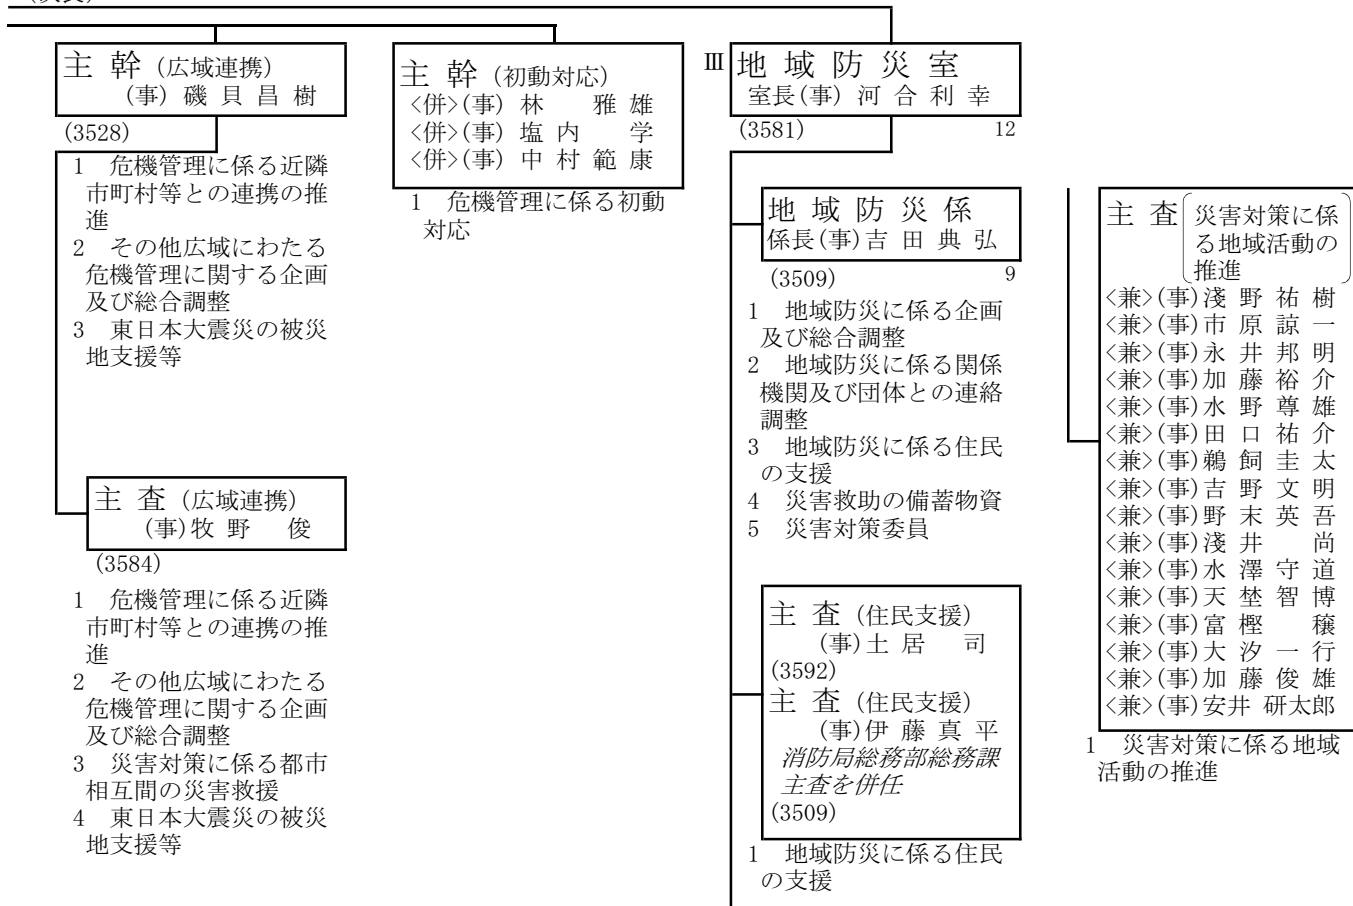 主 幹 (広域連携)
(事) 磯 貝 昌 樹
(3528)
1 危機管理に係る近隣
市町村等との連携の推
進
2 その他広域にわたる
危機管理に関する企画
及び総合調整
3 東日本大震災の被災
地支援等
主 査 (広域連携)
(事)牧 野 俊
(3584)
1 危機管理に係る近隣
市町村等との連携の推
進
2 その他広域にわたる
危機管理に関する企画
及び総合調整
3 災害対策に係る都市
相互間の災害救援
4 東日本大震災の被災
地支援等
主 幹 (初動対応)
<併>(事) 林 雅 雄
<併>(事) 塩 内 学
<併>(事) 中 村 範 康
1 危機管理に係る初動
対応
Ⅲ 地 域 防 災 室
室長(事) 河 合 利 幸
(3581) 12
地 域 防 災 係
係長(事)吉 田 典 弘
(3509) 9
1 地域防災に係る企画
及び総合調整
2 地域防災に係る関係
機関及び団体との連絡
調整
3 地域防災に係る住民
の支援
4 災害救助の備蓄物資
5 災害対策委員
主 査 (住民支援)
(事)土 居 司
(3592)
主 査 (住民支援)
(事)伊 藤 真 平
消防局総務部総務課
主査を併任
(3509)
1 地域防災に係る住民
の支援
主 査 災害対策に係
る地域活動の
推進
<兼>(事)淺 野 祐 樹
<兼>(事)市 原 諒 一
<兼>(事)永 井 邦 明
<兼>(事)加 藤 裕 介
<兼>(事)水 野 尊 雄
<兼>(事)田 口 祐 介
<兼>(事)鵜 飼 圭 太
<兼>(事)吉 野 文 明
<兼>(事)野 末 英 吾
<兼>(事)淺 井 尚
<兼>(事)水 澤 守 道
<兼>(事)天 埜 智 博
<兼>(事)富 樫 穣
<兼>(事)大 汐 一 行
<兼>(事)加 藤 俊 雄
<兼>(事)安井 研太郎
1 災害対策に係る地域
活動の推進